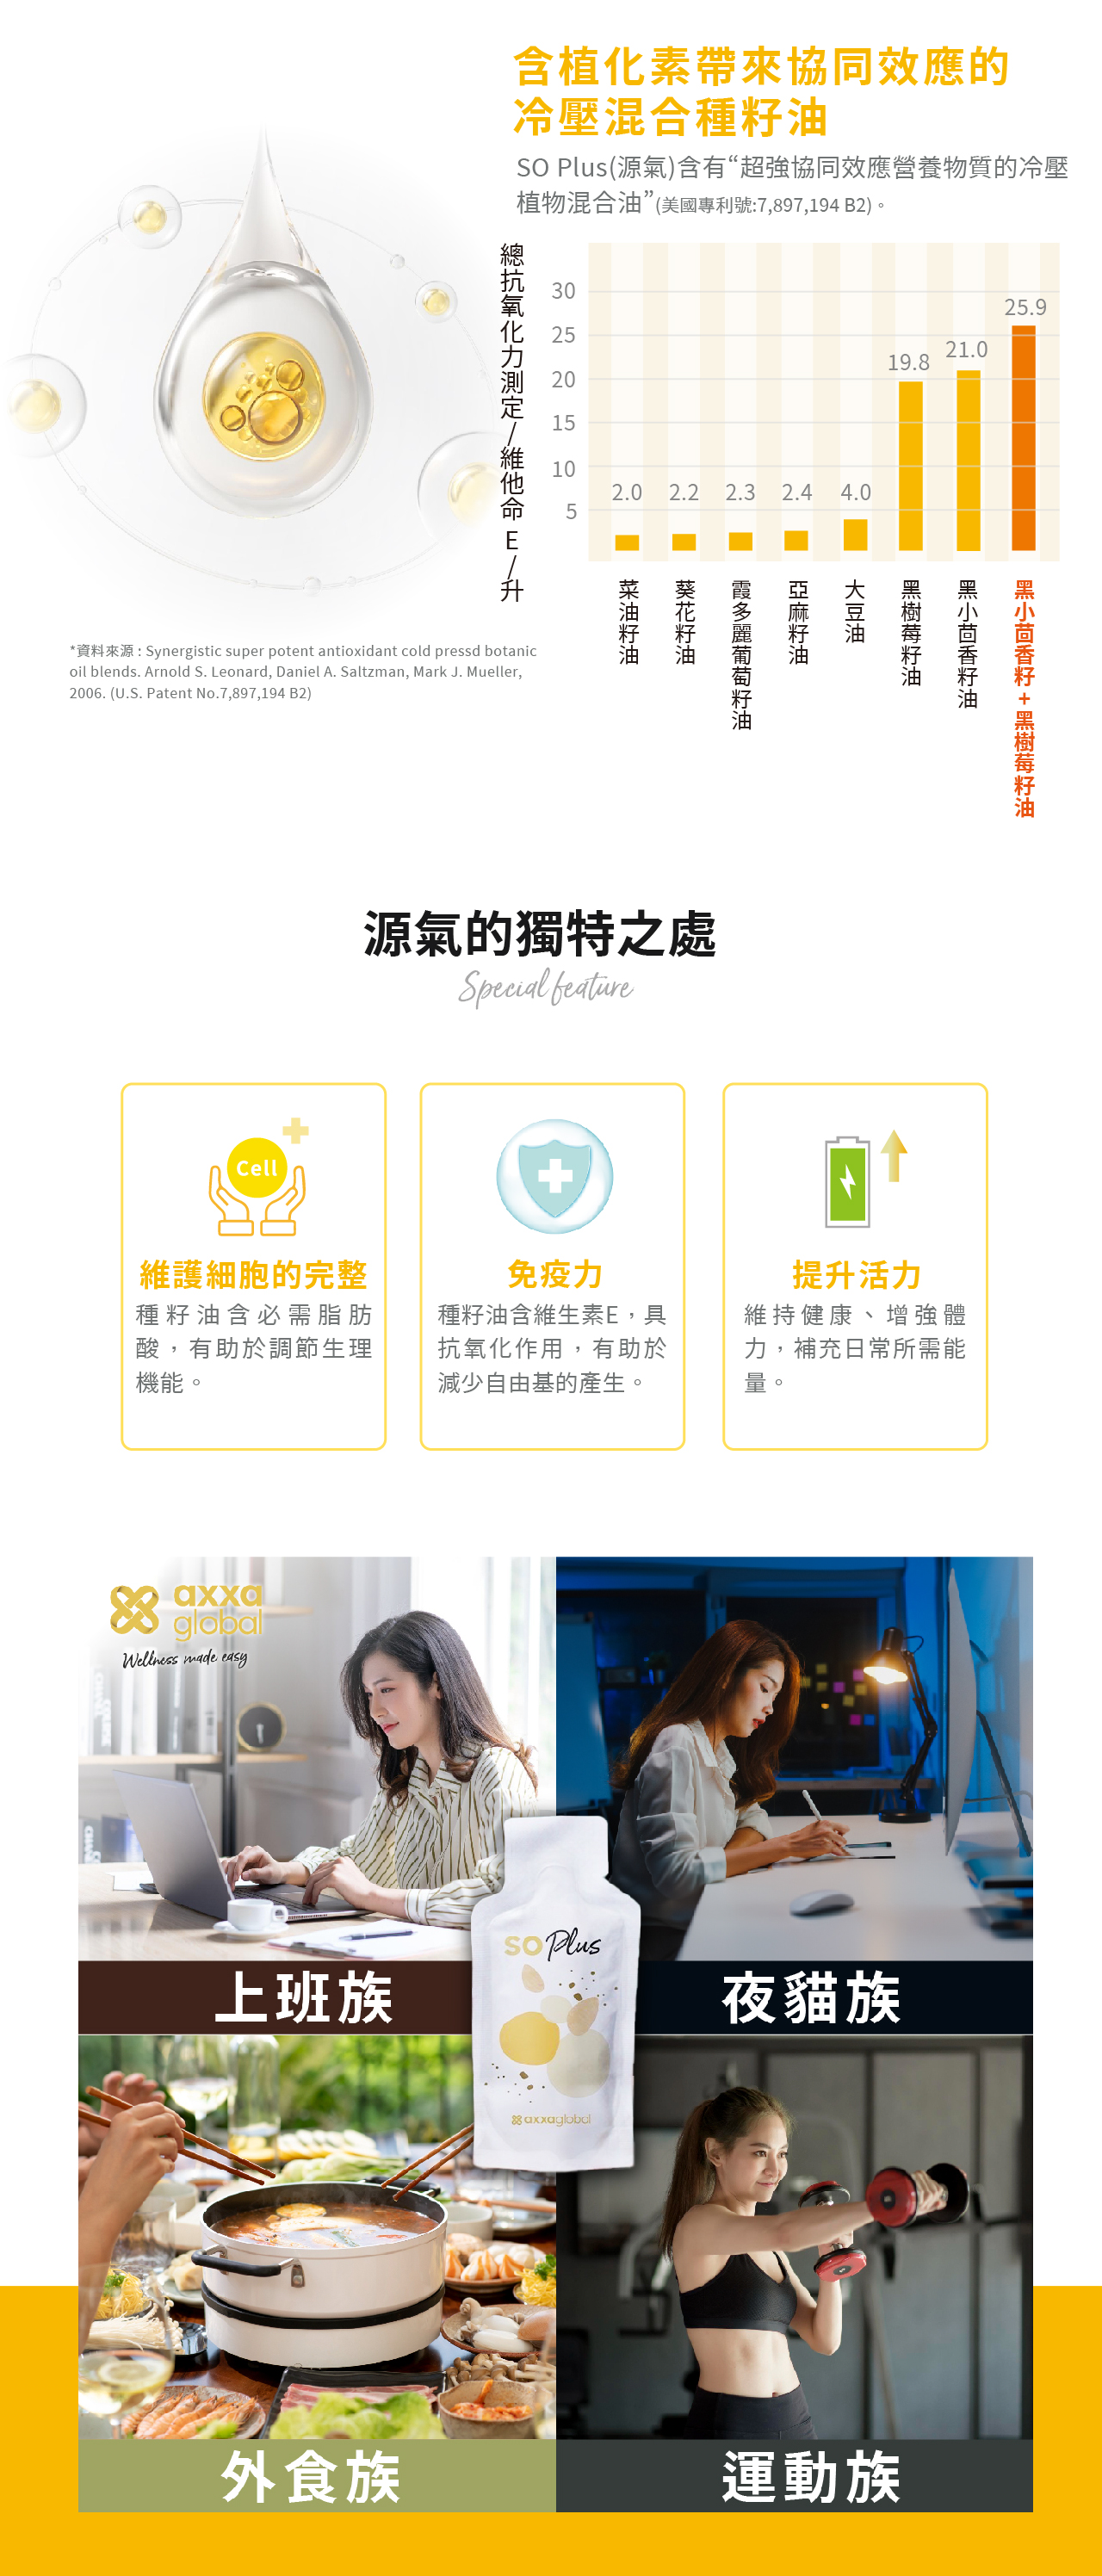 含植化素帶來協同效應的
冷壓混合種籽油
SO Plus(源氣)含有“超強協同效應營養物質的冷壓
植物混合油”(美國專利號:7,897,194 B2)。
總抗氧化力測定/維他命 E/升
30
25
20
15
10
5
2.0
2.2
2.3
2.4
4.0
19.8
21.0
25.9
菜油籽油
葵花籽油
霞多麗葡萄籽油
亞麻籽油
大豆油
黑樹莓籽油
黑小茴香籽油
黑小茴香籽+黑樹莓籽油
*資料來源 : Synergistic super potent antioxidant cold pressd botanic
oil blends. Arnold S. Leonard, Daniel A. Saltzman, Mark J. Mueller,
2006. (U.S. Patent No.7,897,194 B2)
源氣的獨特之處
Special feature
Cell
維護細胞的完整
種籽油含必需脂肪
酸，有助於調節生理
機能。
免疫力
種籽油含維生素E，具
抗氧化作用，有助於
減少自由基的產生。
提升活力
維持健康、增強體
力，補充日常所需能
量。
axxa
global
Wellness made easy
上班族
夜貓族
SO Plus
axxaglobal
外食族
運動族